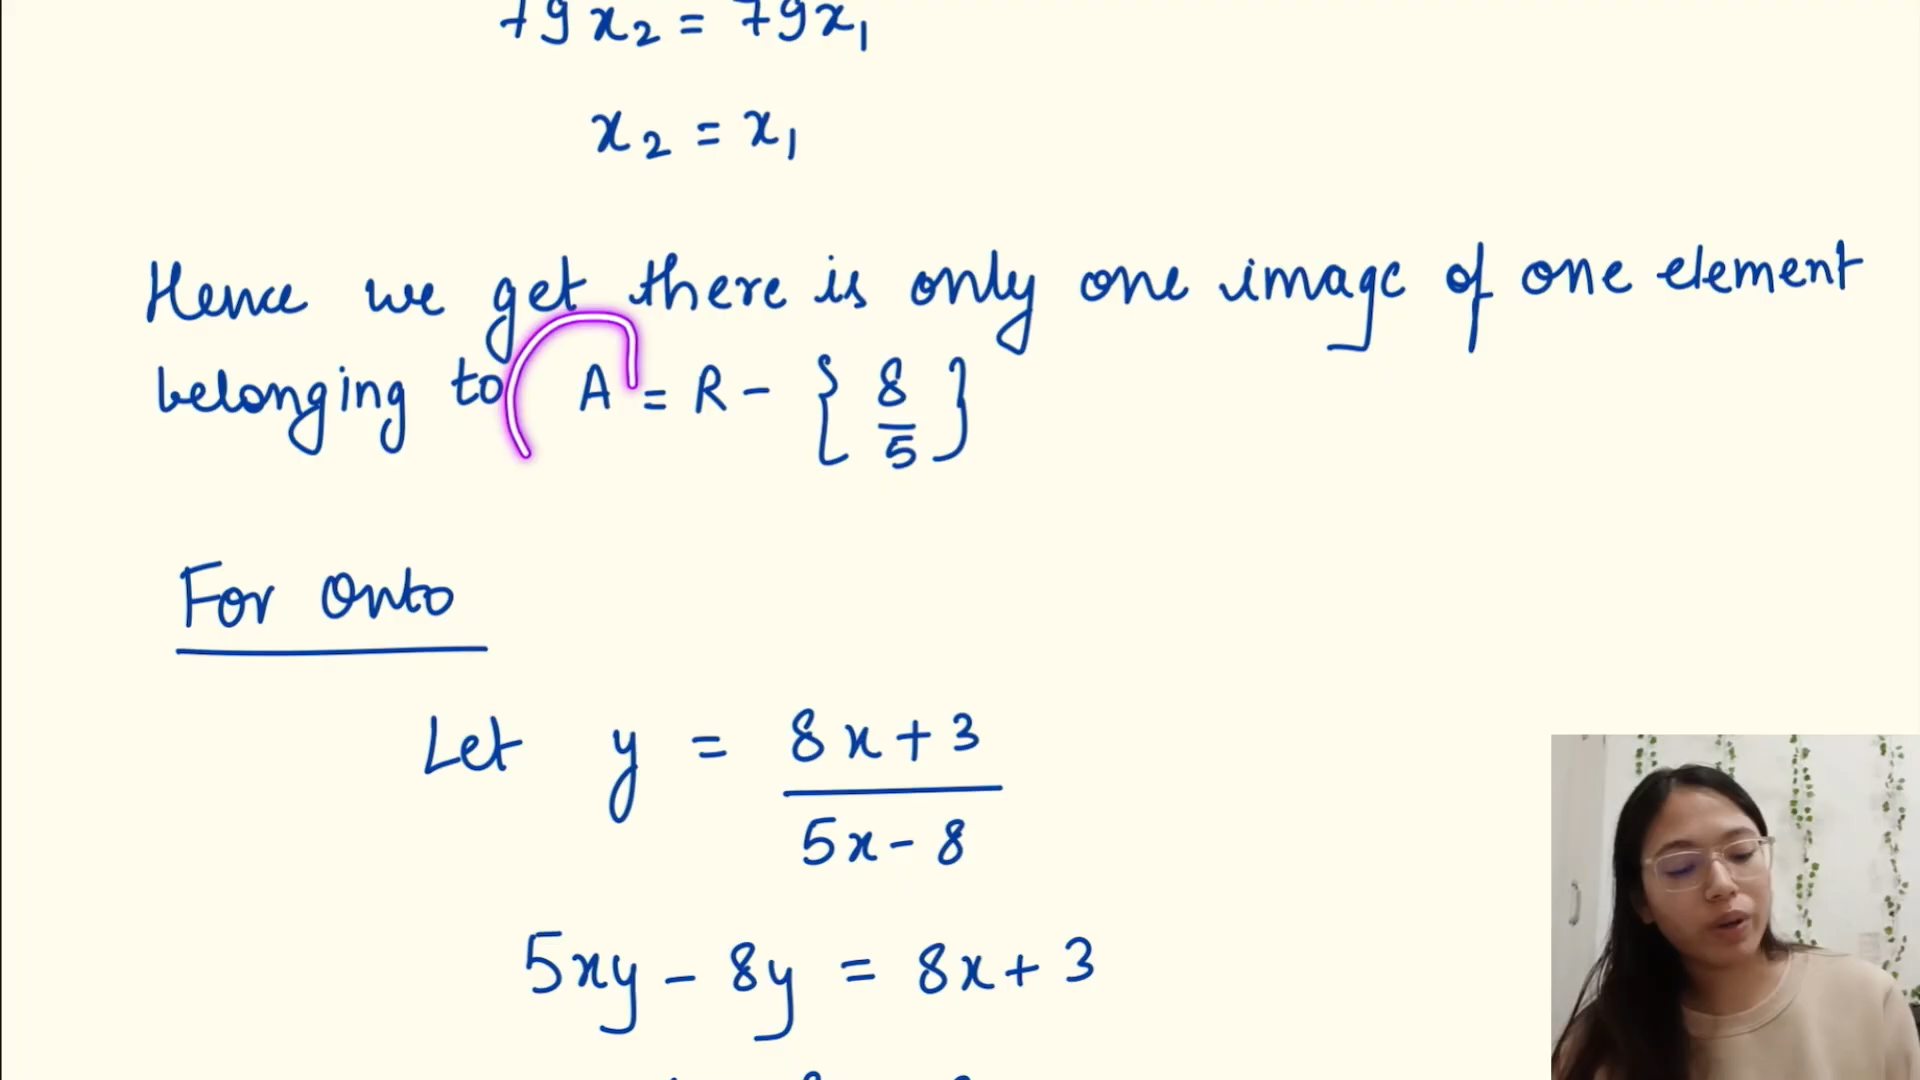 79x₂ = 79x₁
x₂ = x₁
Hence we get there is only one image of one element
belonging to A = R - { 8/5 }
For Onto
Let y = (8x+3)/(5x-8)
5xy - 8y = 8x + 3